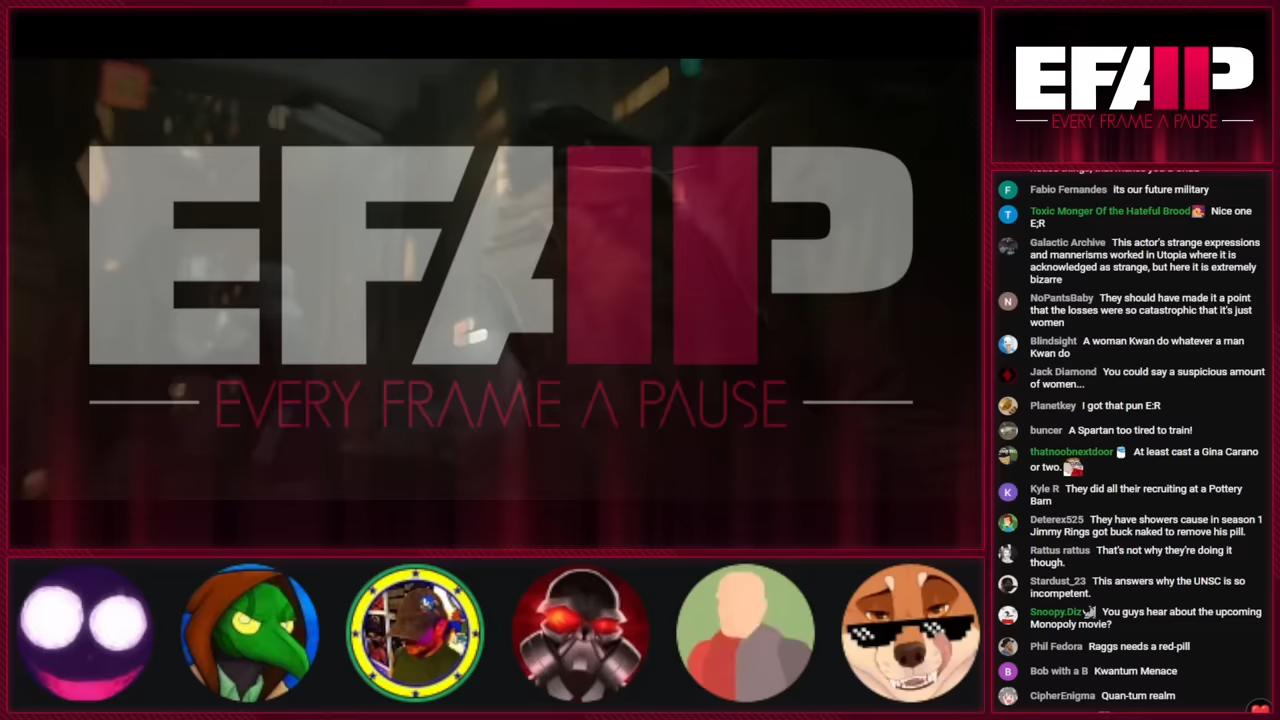 EFAP
EVERY FRAME A PAUSE
EFAP
EVERY FRAME A PAUSE
Fabio Fernandes its our future military
Toxic Monger Of the Hateful Brood Nice one
E;R
Galactic Archive This actor's strange expressions
and mannerisms worked in Utopia where it is
acknowledged as strange, but here it is extremely
bizarre
NoPantsBaby They should have made it a point
that the losses were so catastrophic that it's just
women
Blindsight A woman Kwan do whatever a man
Kwan do
Jack Diamond You could say a suspicious amount
of women...
Planetkey I got that pun E:R
buncer A Spartan too tired to train!
thatnoobnextdoor At least cast a Gina Carano
or two.
Kyle R They did all their recruiting at a Pottery
Barn
Deterex525 They have showers cause in season 1
Jimmy Rings got buck naked to remove his pill.
Rattus rattus That's not why they're doing it
though.
Stardust_23 This answers why the UNSC is so
incompetent.
Snoopy.Diz You guys hear about the upcoming
Monopoly movie?
Phil Fedora Raggs needs a red-pill
Bob with a B Kwantum Menace
CipherEnigma Quan-tum realm